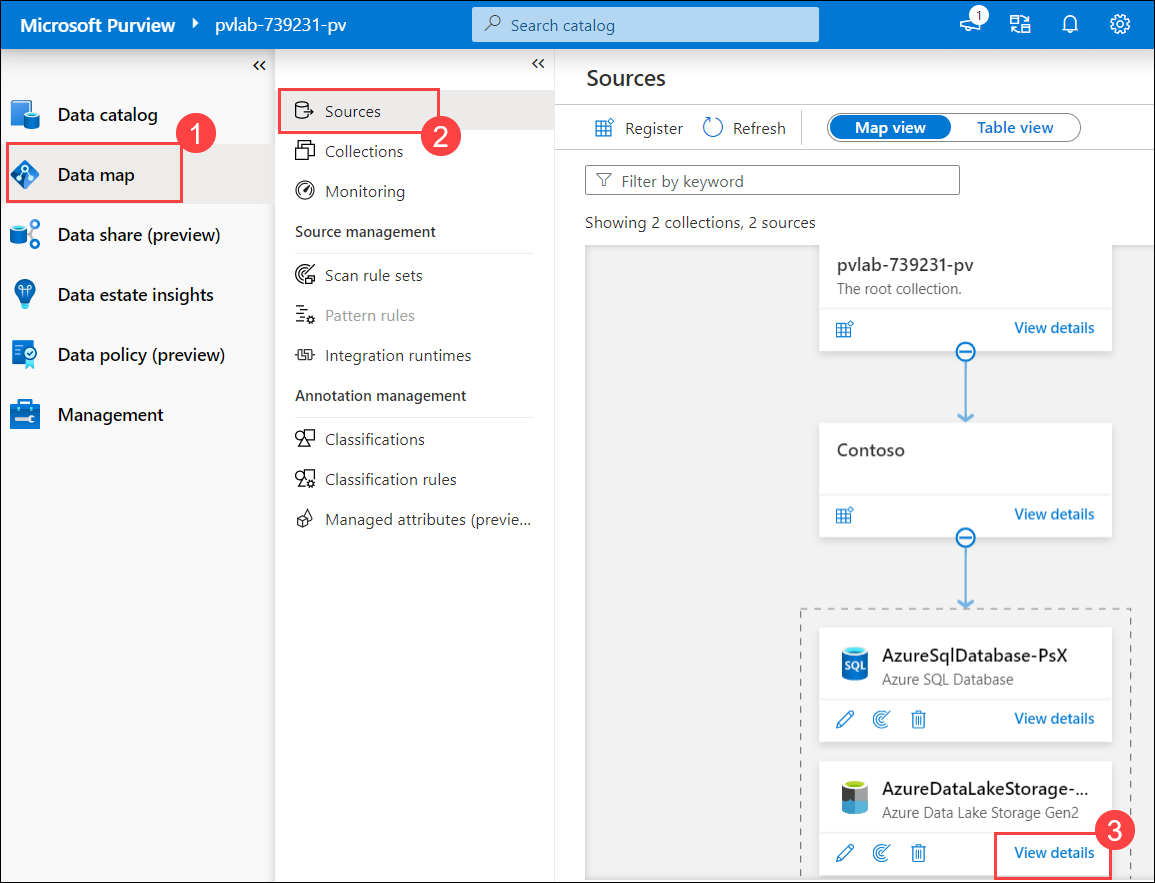 Microsoft Purview pvlab-739231-pv
Search catalog
1
Data catalog
1
Data map
Data share (preview)
Data estate insights
Data policy (preview)
Management
Sources
2
Collections
Monitoring
Source management
Scan rule sets
Pattern rules
Integration runtimes
Annotation management
Classifications
Classification rules
Managed attributes (previe...
Sources
Register Refresh Map view Table view
Filter by keyword
Showing 2 collections, 2 sources
pvlab-739231-pv
The root collection.
View details
Contoso
View details
SQL
AzureSqlDatabase-PsX
Azure SQL Database
View details
AzureDataLakeStorage-...
Azure Data Lake Storage Gen2
3
View details